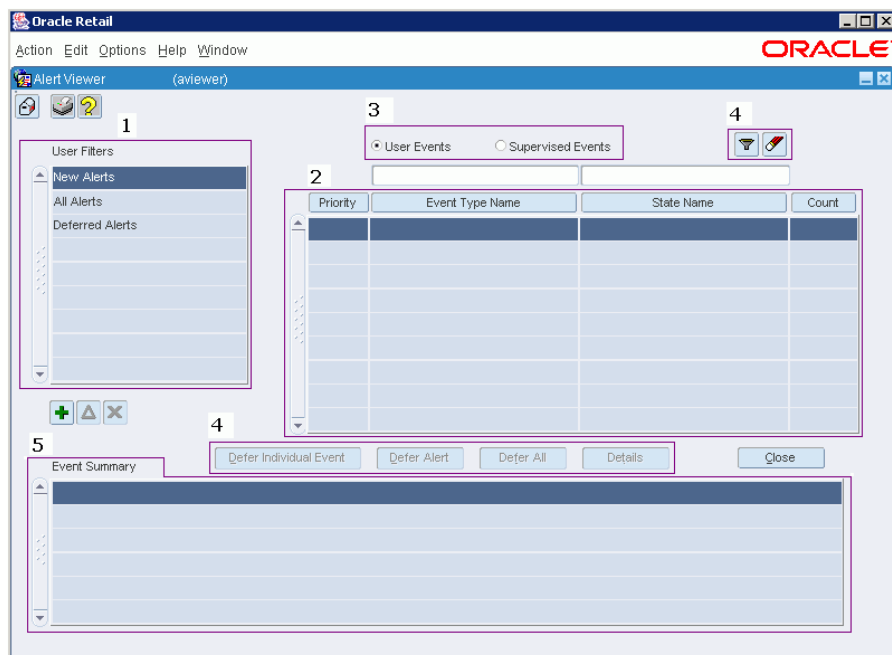 Oracle Retail
Action Edit Options Help Window
ORACLE
Alert Viewer (aviewer)
1
3
4
User Filters
User Events Supervised Events
New Alerts
All Alerts
Deferred Alerts
2
Priority Event Type Name State Name Count
4
5
Defer Individual Event Defer Alert Defer All Details Close
Event Summary